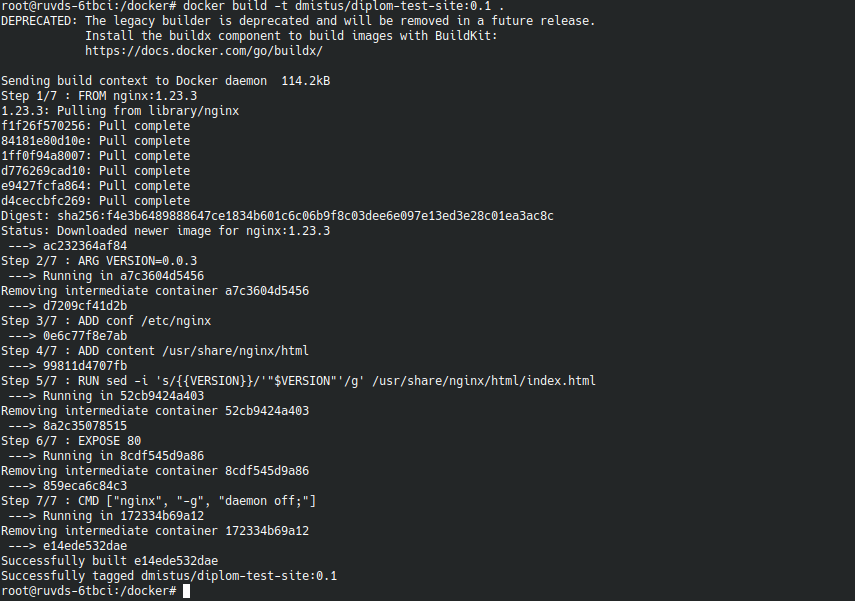 root@ruvds-6tbci:/docker# docker build -t dmistus/diplom-test-site:0.1 .
DEPRECATED: The legacy builder is deprecated and will be removed in a future release.
            Install the buildx component to build images with BuildKit:
            https://docs.docker.com/go/buildx/

Sending build context to Docker daemon  114.2kB
Step 1/7 : FROM nginx:1.23.3
1.23.3: Pulling from library/nginx
f1f26f570256: Pull complete
84181e80d10e: Pull complete
1ff0f94a8007: Pull complete
d776269cad10: Pull complete
e9427fcfa864: Pull complete
d4ceccbfc269: Pull complete
Digest: sha256:f4e3b6489888647ce1834b601c6c06b9f8c03dee6e097e13ed3e28c01ea3ac8c
Status: Downloaded newer image for nginx:1.23.3
 ---> ac232364af84
Step 2/7 : ARG VERSION=0.0.3
 ---> Running in a7c3604d5456
Removing intermediate container a7c3604d5456
 ---> d7209cf41d2b
Step 3/7 : ADD conf /etc/nginx
 ---> 0e6c77f8e7ab
Step 4/7 : ADD content /usr/share/nginx/html
 ---> 99811d4707fb
Step 5/7 : RUN sed -i 's/{{VERSION}}/'"$VERSION"'/g' /usr/share/nginx/html/index.html
 ---> Running in 52cb9424a403
Removing intermediate container 52cb9424a403
 ---> 8a2c35078515
Step 6/7 : EXPOSE 80
 ---> Running in 8cdf545d9a86
Removing intermediate container 8cdf545d9a86
 ---> 859eca6c84c3
Step 7/7 : CMD ["nginx", "-g", "daemon off;"]
 ---> Running in 172334b69a12
Removing intermediate container 172334b69a12
 ---> e14ede532dae
Successfully built e14ede532dae
Successfully tagged dmistus/diplom-test-site:0.1
root@ruvds-6tbci:/docker#